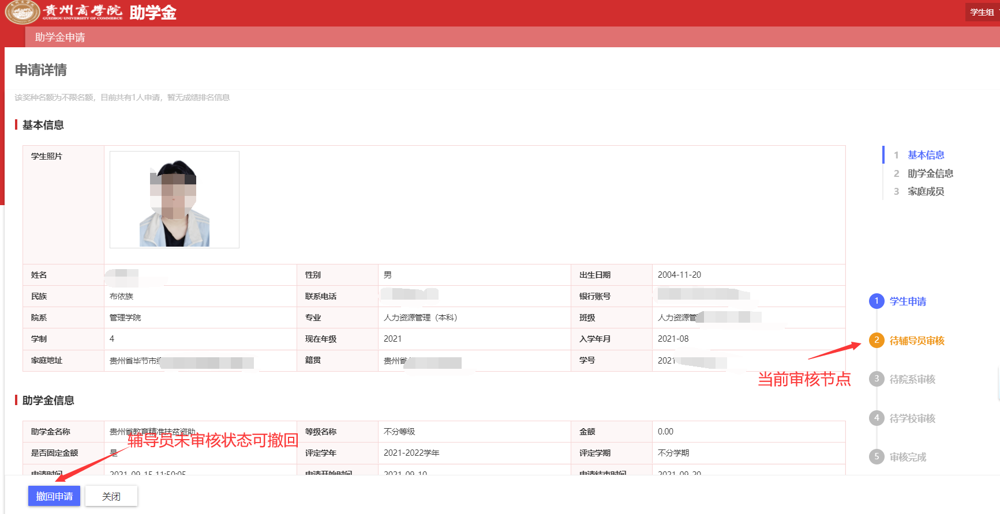 贵州商学院 助学金
GUIZHOU UNIVERSITY OF COMMERCE
学生组
助学金申请
申请详情
该奖种名额为不限名额，目前共有1人申请，暂无成绩排名信息
基本信息
学生照片
姓名 性别 男 出生日期 2004-11-20
民族 布依族 联系电话 银行账号
院系 管理学院 专业 人力资源管理（本科） 班级 人力资源管
学制 4 现在年级 2021 入学年月 2021-08
家庭地址 贵州省毕节市 籍贯 贵州省 学号 2021
助学金信息
助学金名称 贵州省教育精准扶贫资助 等级名称 不分等级 金额 0.00
是否固定金额 是 评定学年 2021-2022学年 评定学期 不分学期
申请时间 2021-09-15 11:50:05 申请开始时间 2021-09-10 申请结束时间 2021-09-20
辅导员未审核状态可撤回
撤回申请 关闭
1 基本信息
2 助学金信息
3 家庭成员
1 学生申请
2 待辅导员审核
当前审核节点
3 待院系审核
4 待学校审核
5 审核完成